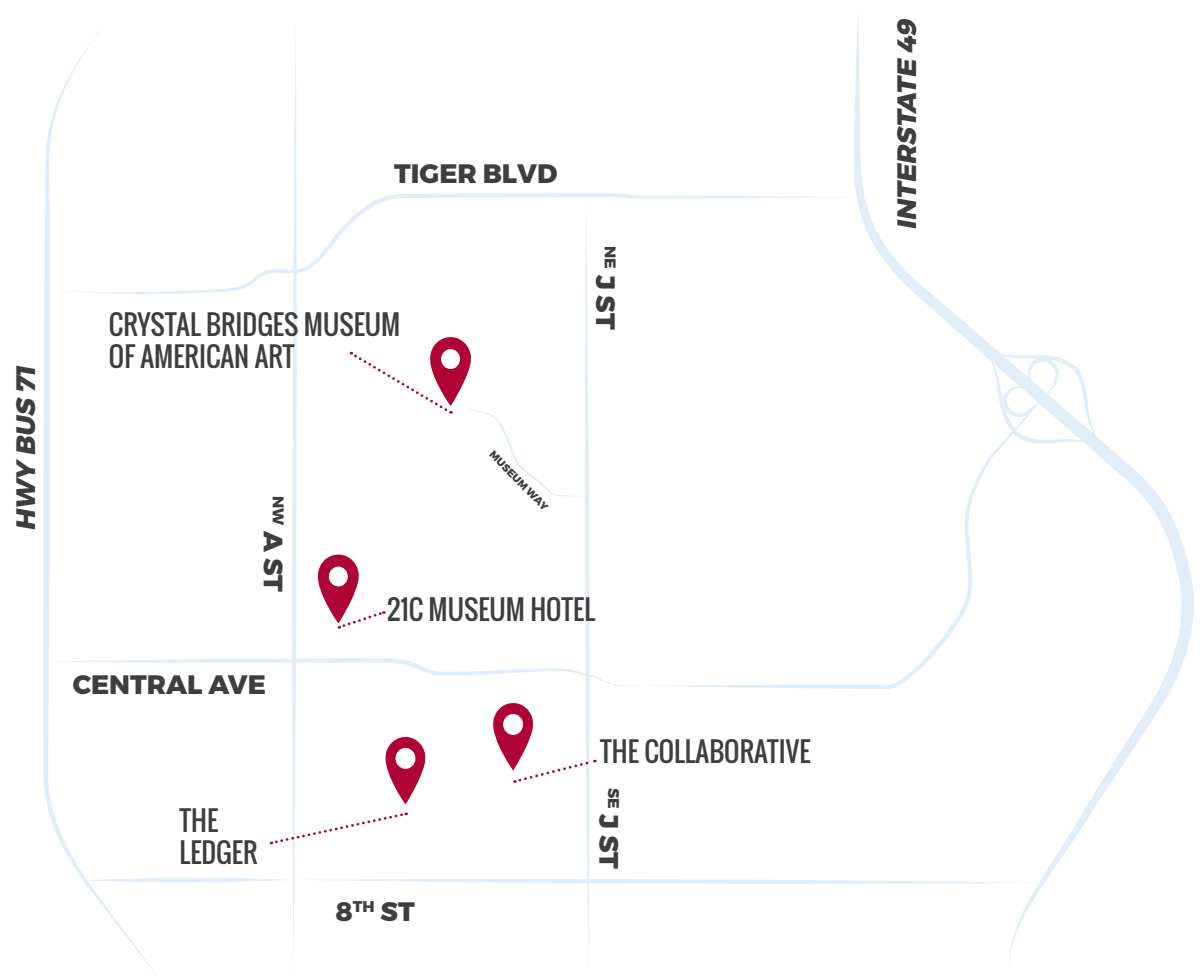 INTERSTATE 49
TIGER BLVD
NE J ST
CRYSTAL BRIDGES MUSEUM
OF AMERICAN ART
HWY BUS 71
MUSEUM WAY
NW A ST
21C MUSEUM HOTEL
CENTRAL AVE
THE COLLABORATIVE
SE J ST
THE
LEDGER
8TH ST